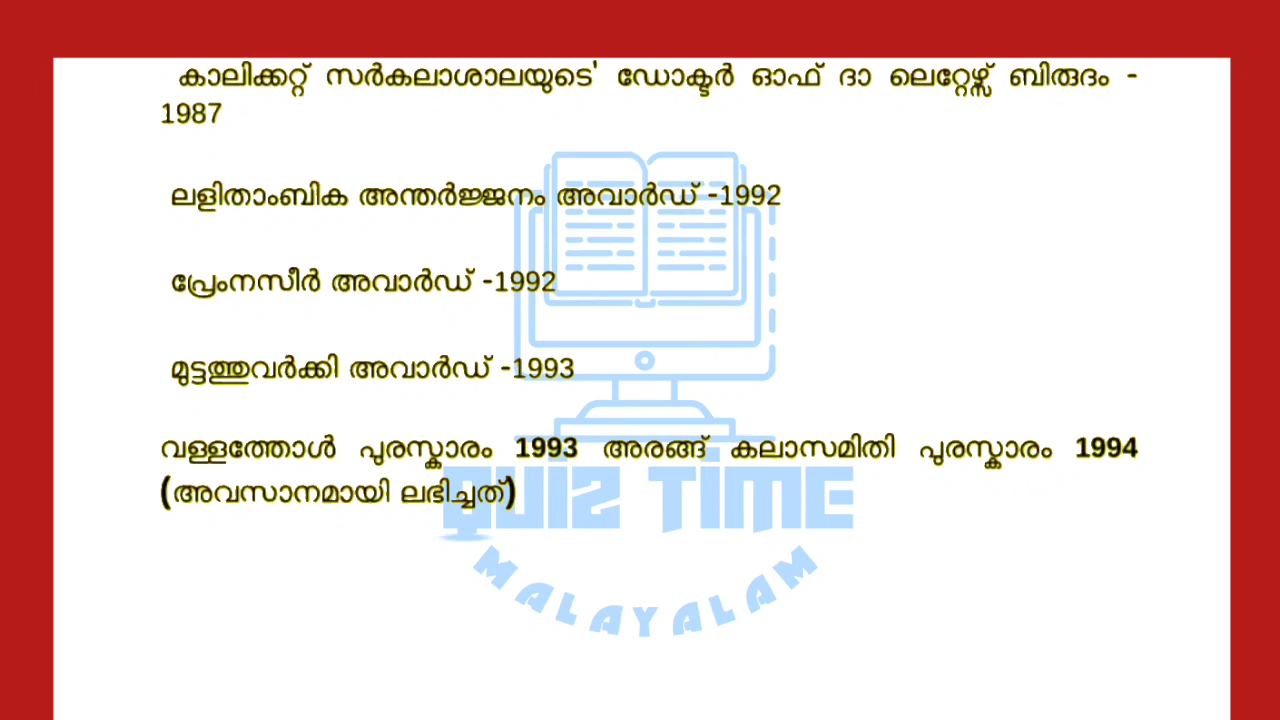 കാലിക്കറ്റ് സർകലാശാലയുടെ' ഡോക്ടർ ഓഫ് ദാ ലെറ്റേഴ്സ് ബിരുദം -
1987
ലളിതാംബിക അന്തർജ്ജനം അവാർഡ് -1992
പ്രേംനസീർ അവാർഡ് -1992
മുട്ടത്തുവർക്കി അവാർഡ് -1993
വള്ളത്തോൾ പുരസ്കാരം 1993 അരങ്ങ് കലാസമിതി പുരസ്കാരം 1994
(അവസാനമായി ലഭിച്ചത്)
QUIZ TIME
MALAYALAM